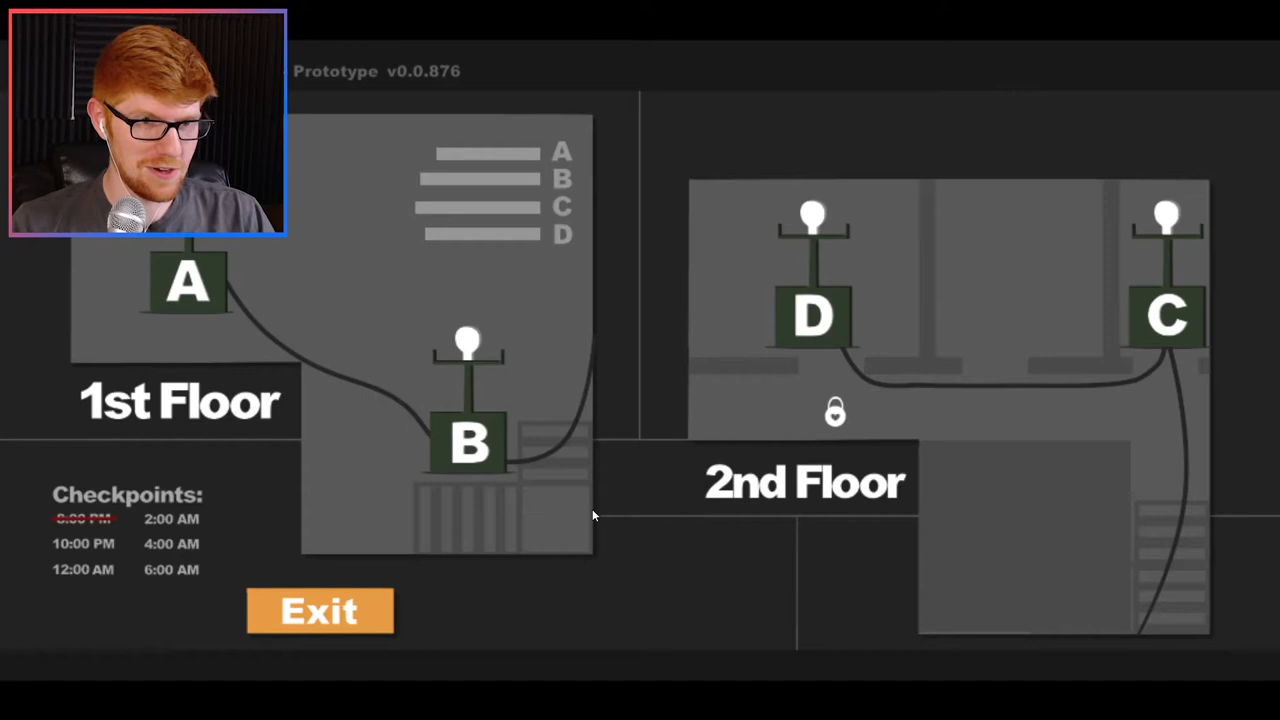 Prototype v0.0.876
A
B
C
D
A
B
D
C
1st Floor
2nd Floor
Checkpoints:
8:00 PM 2:00 AM
10:00 PM 4:00 AM
12:00 AM 6:00 AM
Exit